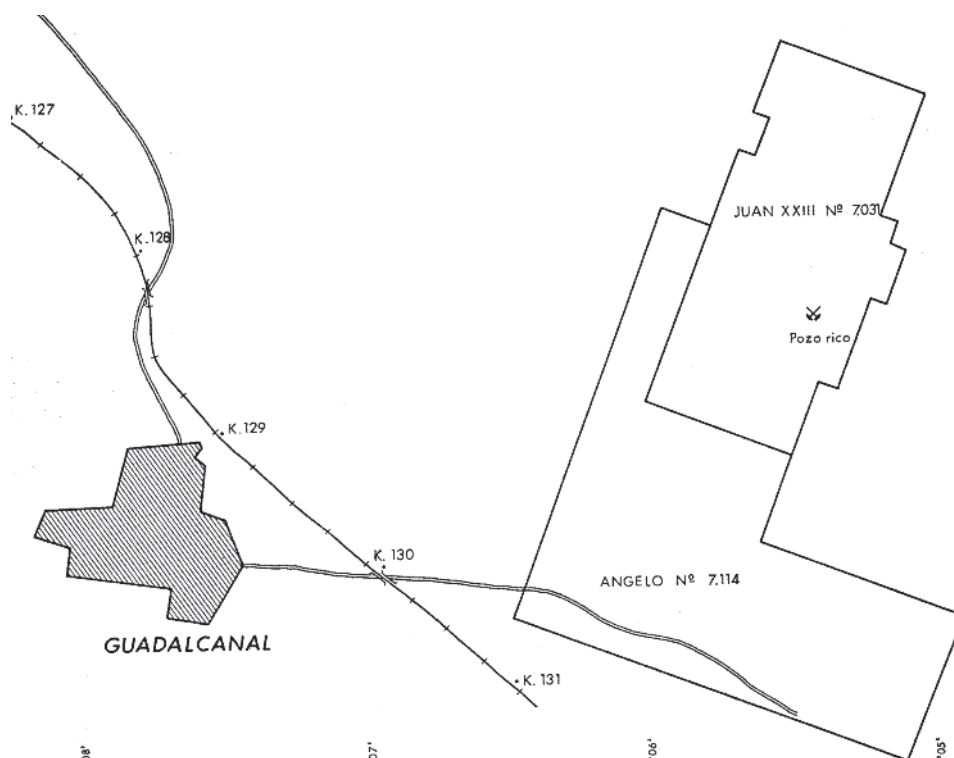 K. 127
JUAN XXIII Nº 7.031
K. 128
Pozo rico
K. 129
K. 130
ANGELO Nº 7.114
GUADALCANAL
K. 131
08'
07'
06'
05'